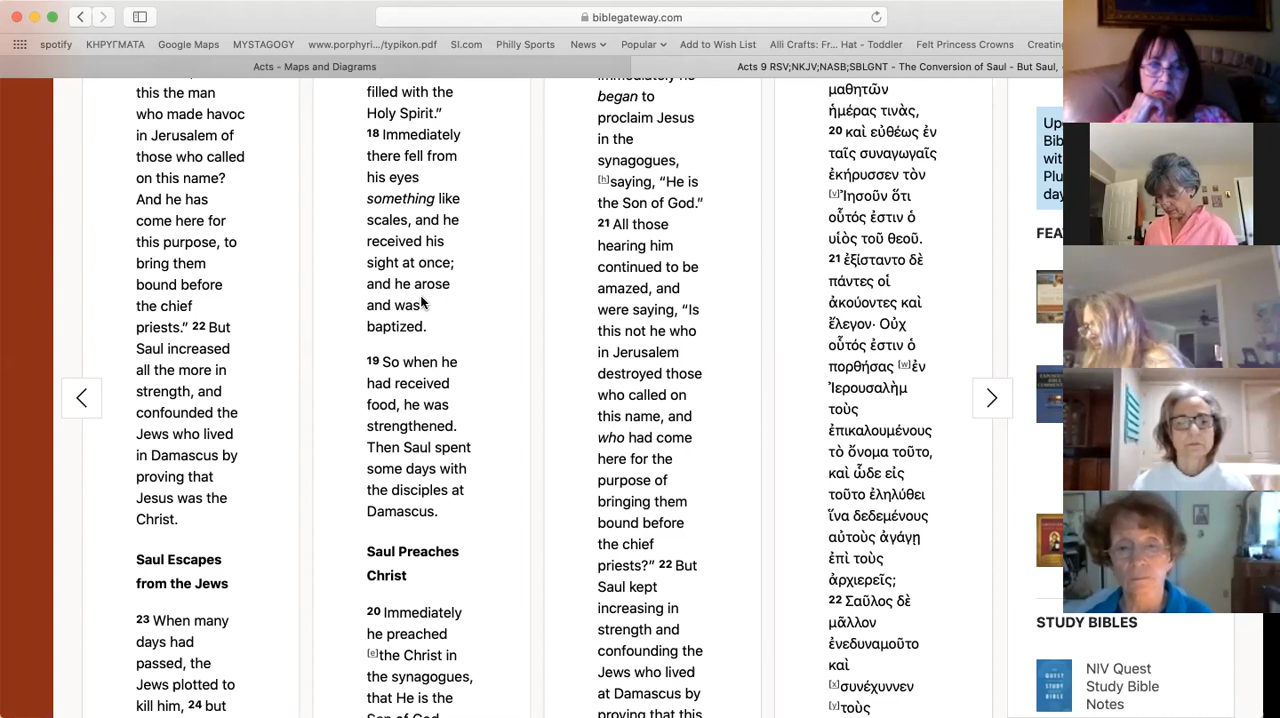 biblegateway.com
spotify
ΚΗΡΥΓΜΑΤΑ
Google Maps
MYSTAGOGY
www.porphyri.../typikon.pdf
SI.com
Philly Sports
News
Popular
Add to Wish List
Alli Crafts: Fr... Hat - Toddler
Felt Princess Crowns
Creating
Acts - Maps and Diagrams
Acts 9 RSV;NKJV;NASB;SBLGNT - The Conversion of Saul - But Saul,
this the man
who made havoc
in Jerusalem of
those who called
on this name?
And he has
come here for
this purpose, to
bring them
bound before
the chief
priests.” 22 But
Saul increased
all the more in
strength, and
confounded the
Jews who lived
in Damascus by
proving that
Jesus was the
Christ.
Saul Escapes
from the Jews
23 When many
days had
passed, the
Jews plotted to
kill him, 24 but
filled with the
Holy Spirit.”
18 Immediately
there fell from
his eyes
something like
scales, and he
received his
sight at once;
and he arose
and was
baptized.
19 So when he
had received
food, he was
strengthened.
Then Saul spent
some days with
the disciples at
Damascus.
Saul Preaches
Christ
20 Immediately
he preached
[e]the Christ in
the synagogues,
that He is the
Son of God
immediately he
began to
proclaim Jesus
in the
synagogues,
[h]saying, “He is
the Son of God.”
21 All those
hearing him
continued to be
amazed, and
were saying, “Is
this not he who
in Jerusalem
destroyed those
who called on
this name, and
who had come
here for the
purpose of
bringing them
bound before
the chief
priests?” 22 But
Saul kept
increasing in
strength and
confounding the
Jews who lived
at Damascus by
proving that this
μαθητῶν
ἡμέρας τινὰς,
20 καὶ εὐθέως ἐν
ταῖς συναγωγαῖς
ἐκήρυσσεν τὸν
[v]Ἰησοῦν ὅτι
οὗτός ἐστιν ὁ
υἱὸς τοῦ θεοῦ.
21 ἐξίσταντο δὲ
πάντες οἱ
ἀκούοντες καὶ
ἔλεγον· Οὐχ
οὗτός ἐστιν ὁ
πορθήσας [w]ἐν
Ἰερουσαλὴμ
τοὺς
ἐπικαλουμένους
τὸ ὄνομα τοῦτο,
καὶ ὧδε εἰς
τοῦτο ἐληλύθει
ἵνα δεδεμένους
αὐτοὺς ἀγάγῃ
ἐπὶ τοὺς
ἀρχιερεῖς;
22 Σαῦλος δὲ
μᾶλλον
ἐνεδυναμοῦτο
καὶ
[x]συνέχυννεν
[y]τοὺς
Up
Bib
wit
Plu
day
FEA
STUDY BIBLES
NIV Quest
Study Bible
Notes